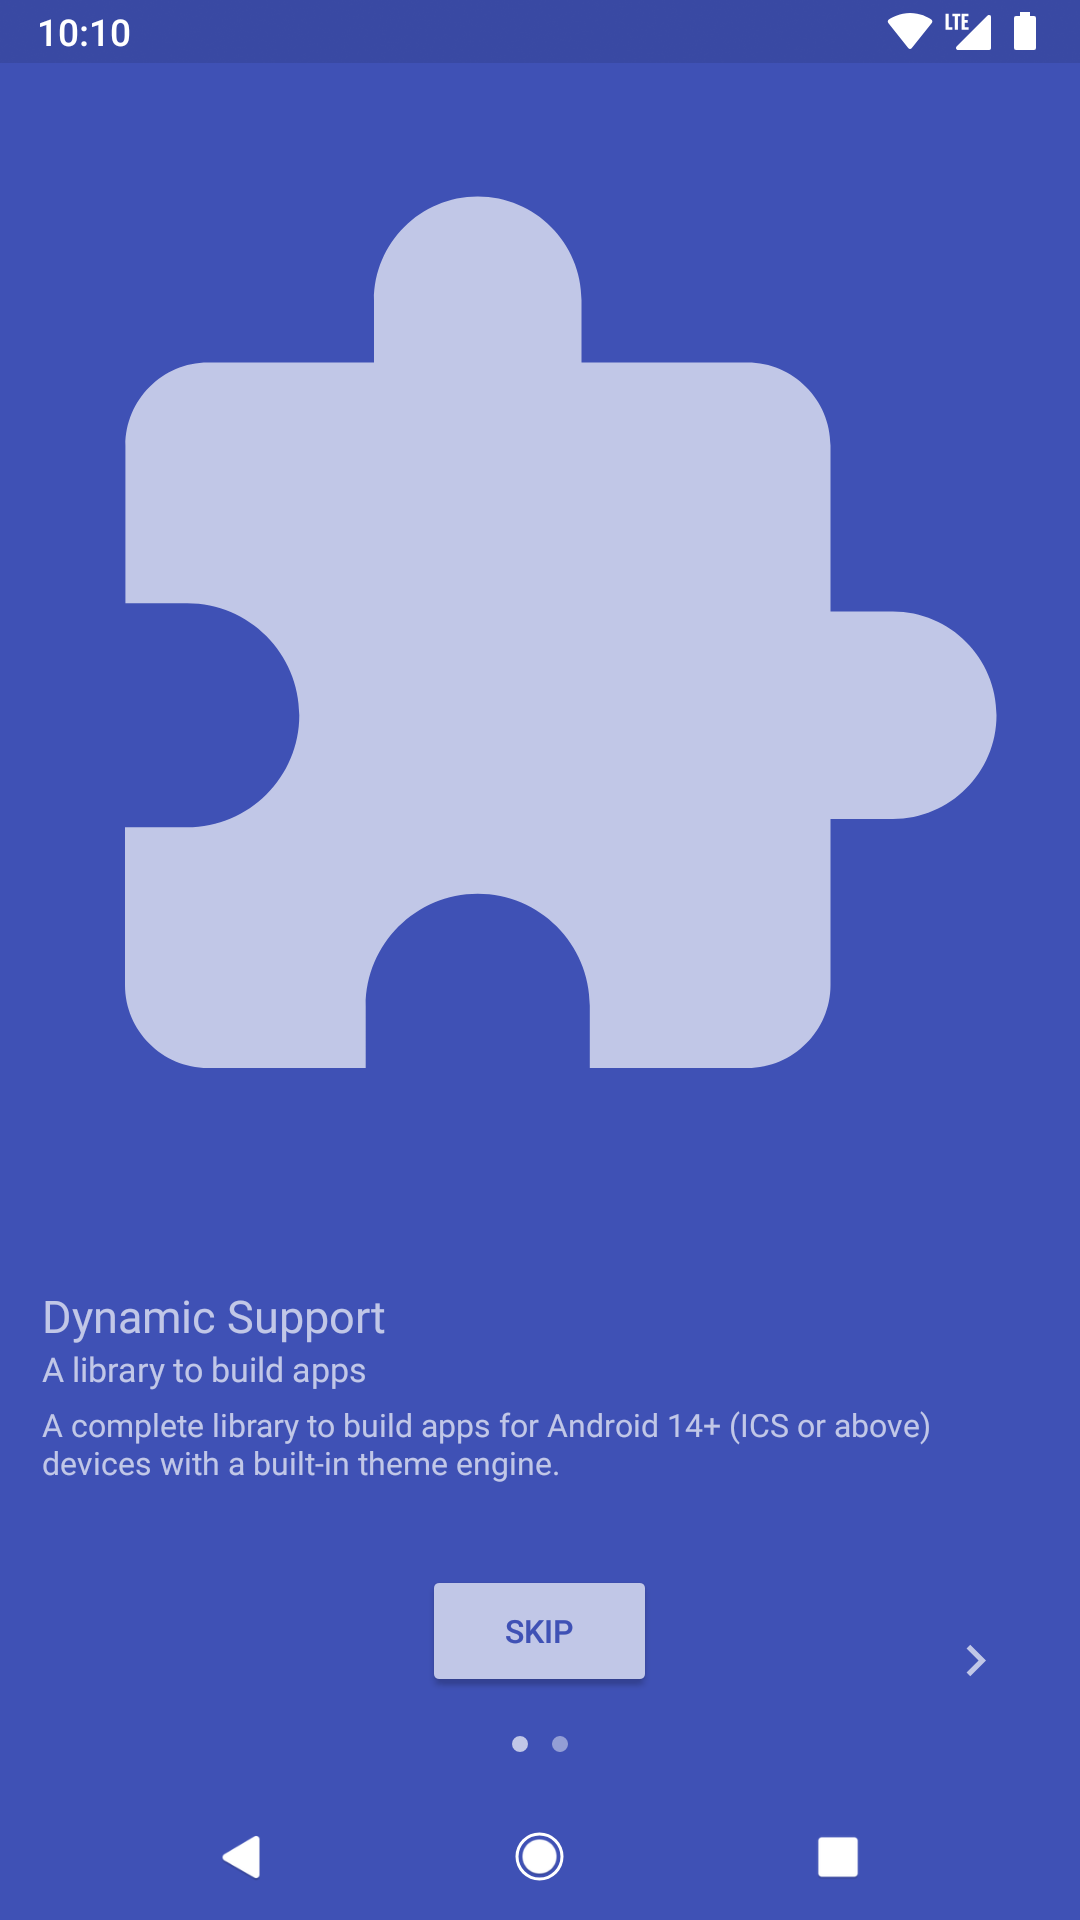 10:10
LTE
Dynamic Support
A library to build apps
A complete library to build apps for Android 14+ (ICS or above)
devices with a built-in theme engine.
SKIP